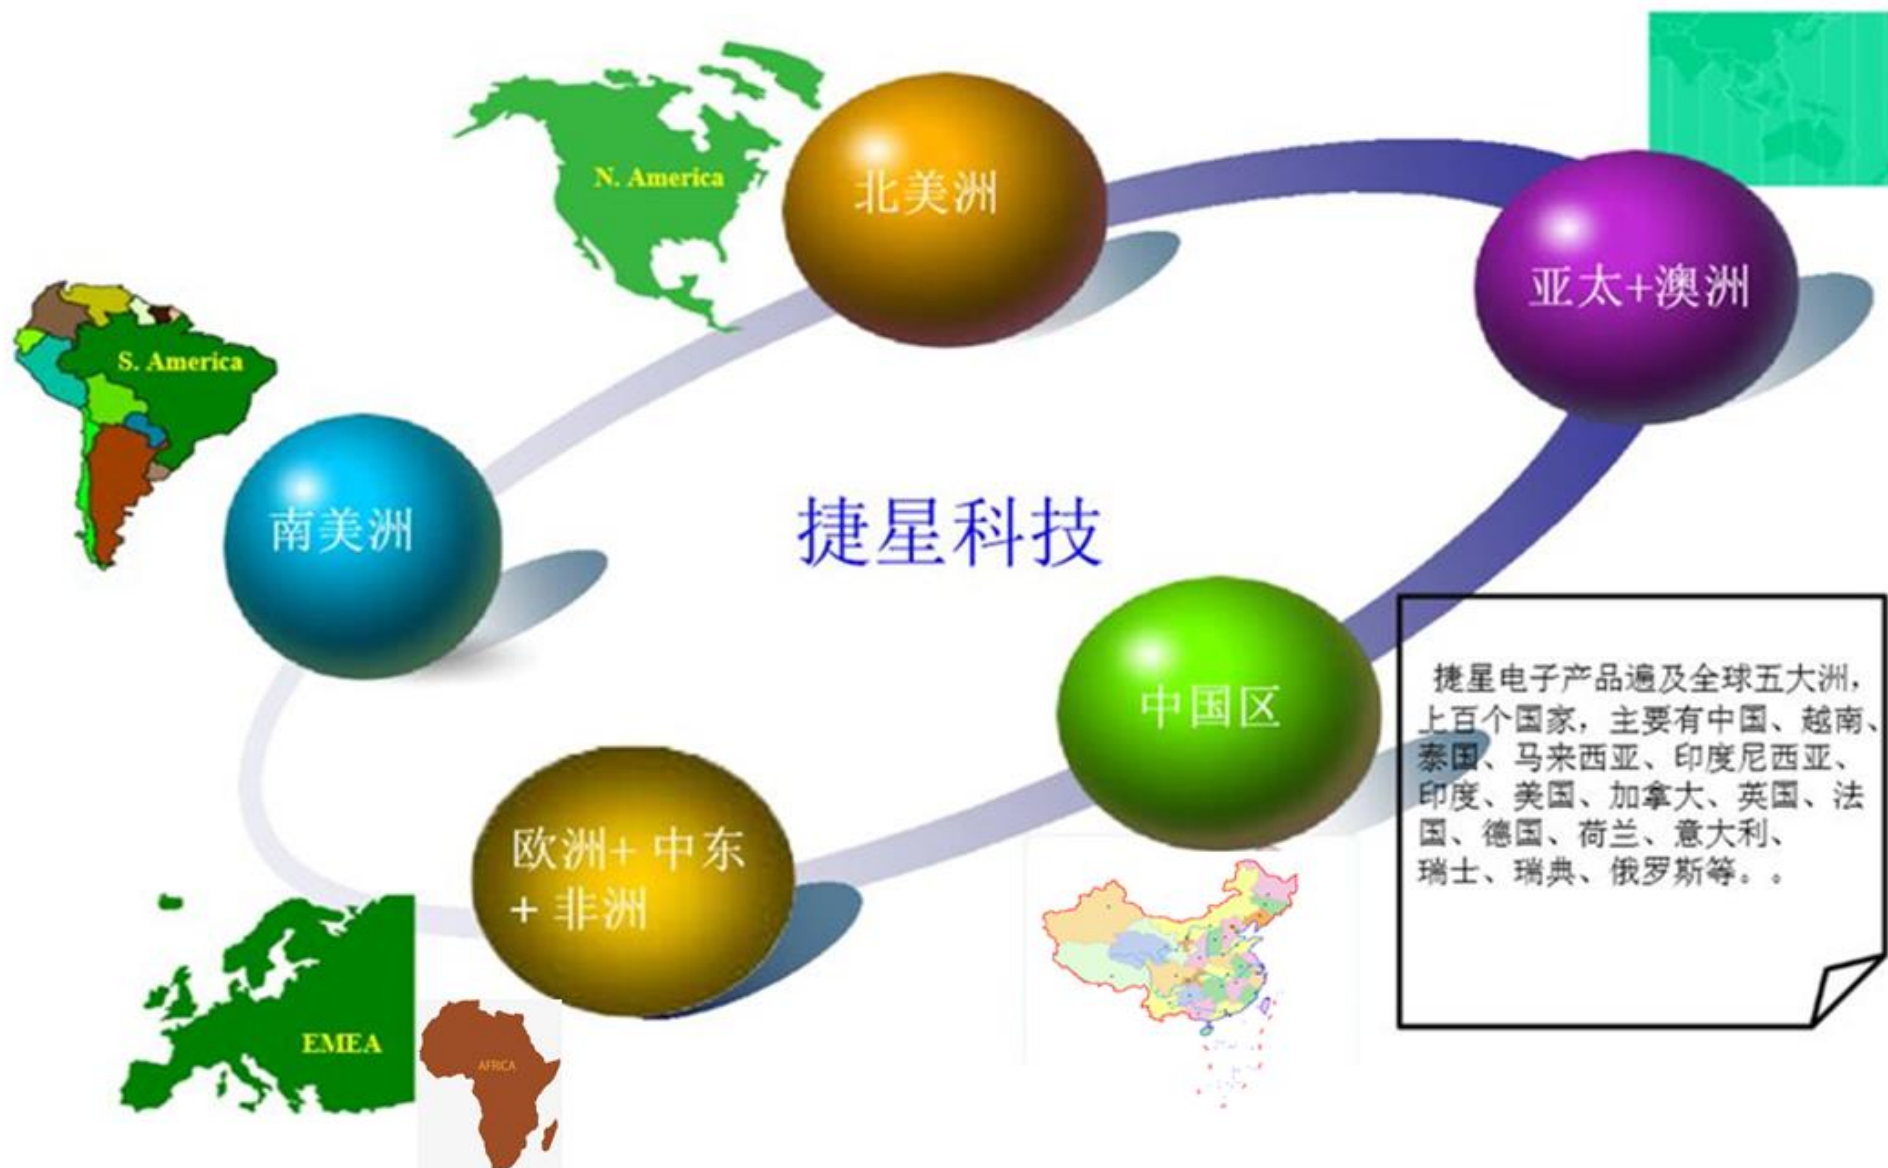 N. America
北美洲
亚太+澳洲
S. America
南美洲
捷星科技
中国区
欧洲+ 中东
+ 非洲
EMEA
AFRICA
捷星电子产品遍及全球五大洲，
上百个国家，主要有中国、越南、
泰国、马来西亚、印度尼西亚、
印度、美国、加拿大、英国、法
国、德国、荷兰、意大利、
瑞士、瑞典、俄罗斯等。。